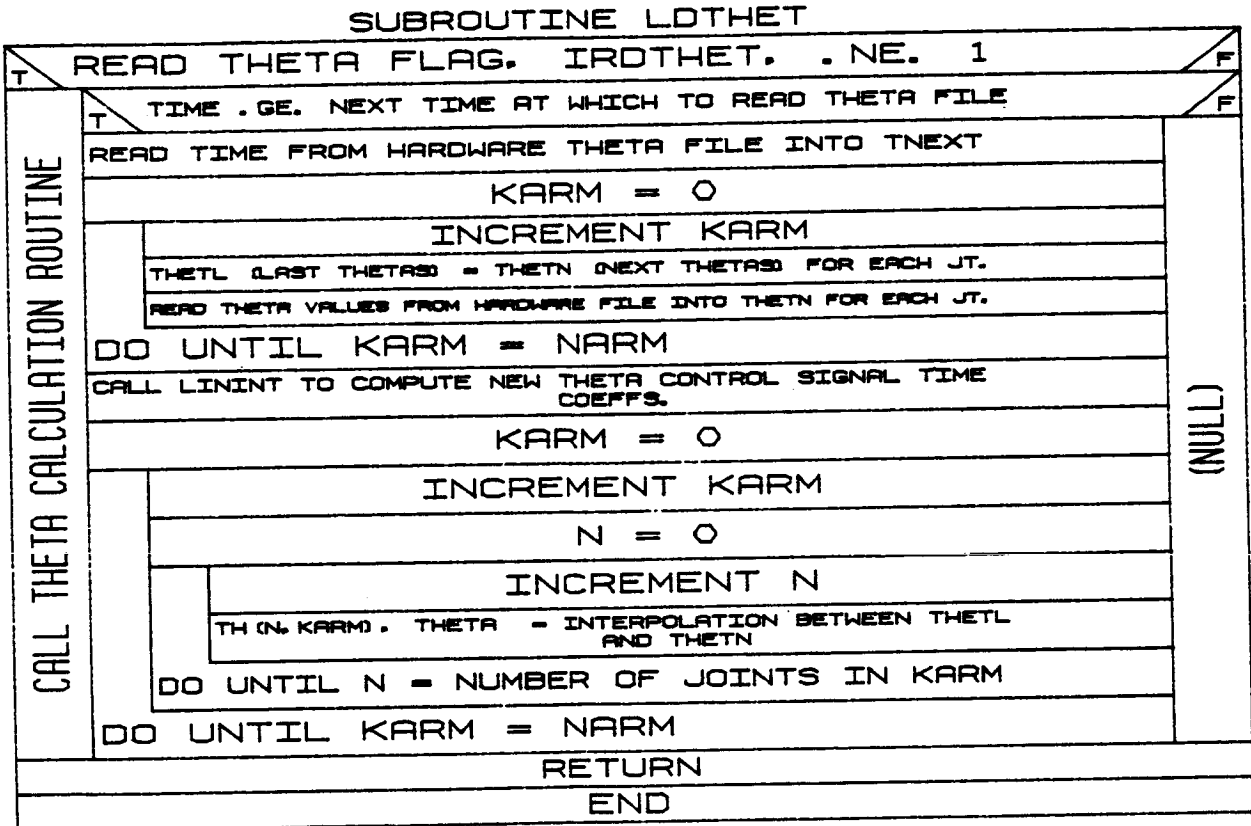 SUBROUTINE LDTHET
T READ THETA FLAG. IRDTHET. .NE. 1 F
T TIME .GE. NEXT TIME AT WHICH TO READ THETA FILE F
CALL THETA CALCULATION ROUTINE
READ TIME FROM HARDWARE THETA FILE INTO TNEXT
KARM = 0
INCREMENT KARM
THETL (LAST THETAS) = THETN (NEXT THETAS) FOR EACH JT.
READ THETA VALUES FROM HARDWARE FILE INTO THETN FOR EACH JT.
DO UNTIL KARM = NARM
CALL LININT TO COMPUTE NEW THETA CONTROL SIGNAL TIME
COEFFS.
KARM = 0
INCREMENT KARM
N = 0
INCREMENT N
TH (N, KARM). THETA = INTERPOLATION BETWEEN THETL
AND THETN
DO UNTIL N = NUMBER OF JOINTS IN KARM
DO UNTIL KARM = NARM
(NULL)
RETURN
END